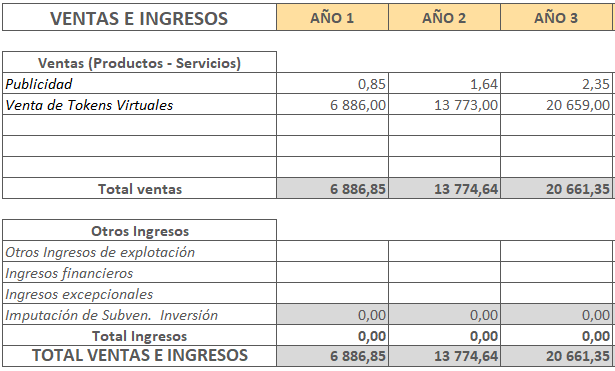 VENTAS E INGRESOS AÑO 1 AÑO 2 AÑO 3
Ventas (Productos - Servicios)
Publicidad 0,85 1,64 2,35
Venta de Tokens Virtuales 6 886,00 13 773,00 20 659,00
Total ventas 6 886,85 13 774,64 20 661,35
Otros Ingresos
Otros Ingresos de explotación
Ingresos financieros
Ingresos excepcionales
Imputación de Subven. Inversión 0,00 0,00 0,00
Total Ingresos 0,00 0,00 0,00
TOTAL VENTAS E INGRESOS 6 886,85 13 774,64 20 661,35